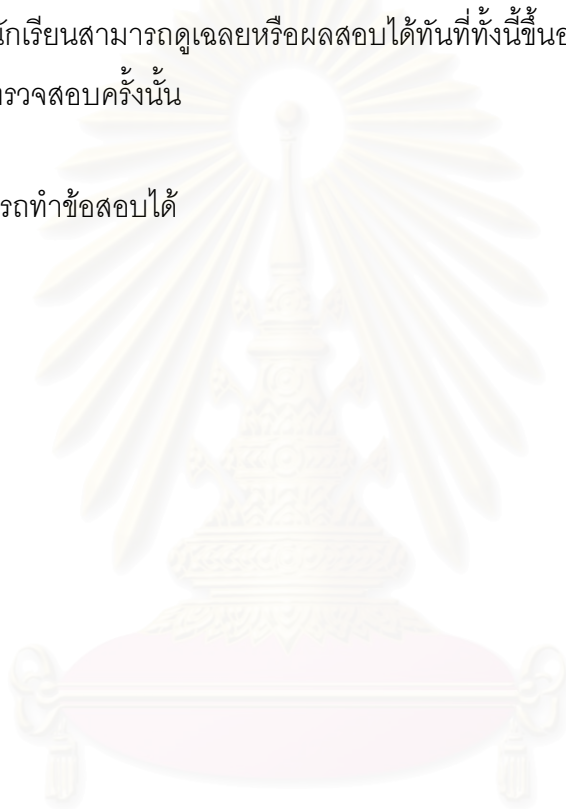 นักเรียนสามารถดูเฉลยหรือผลสอบได้ทันที่ทั้งนี้ขึ้นอ
ตรวจสอบครั้งนั้น
รถทำข้อสอบได้